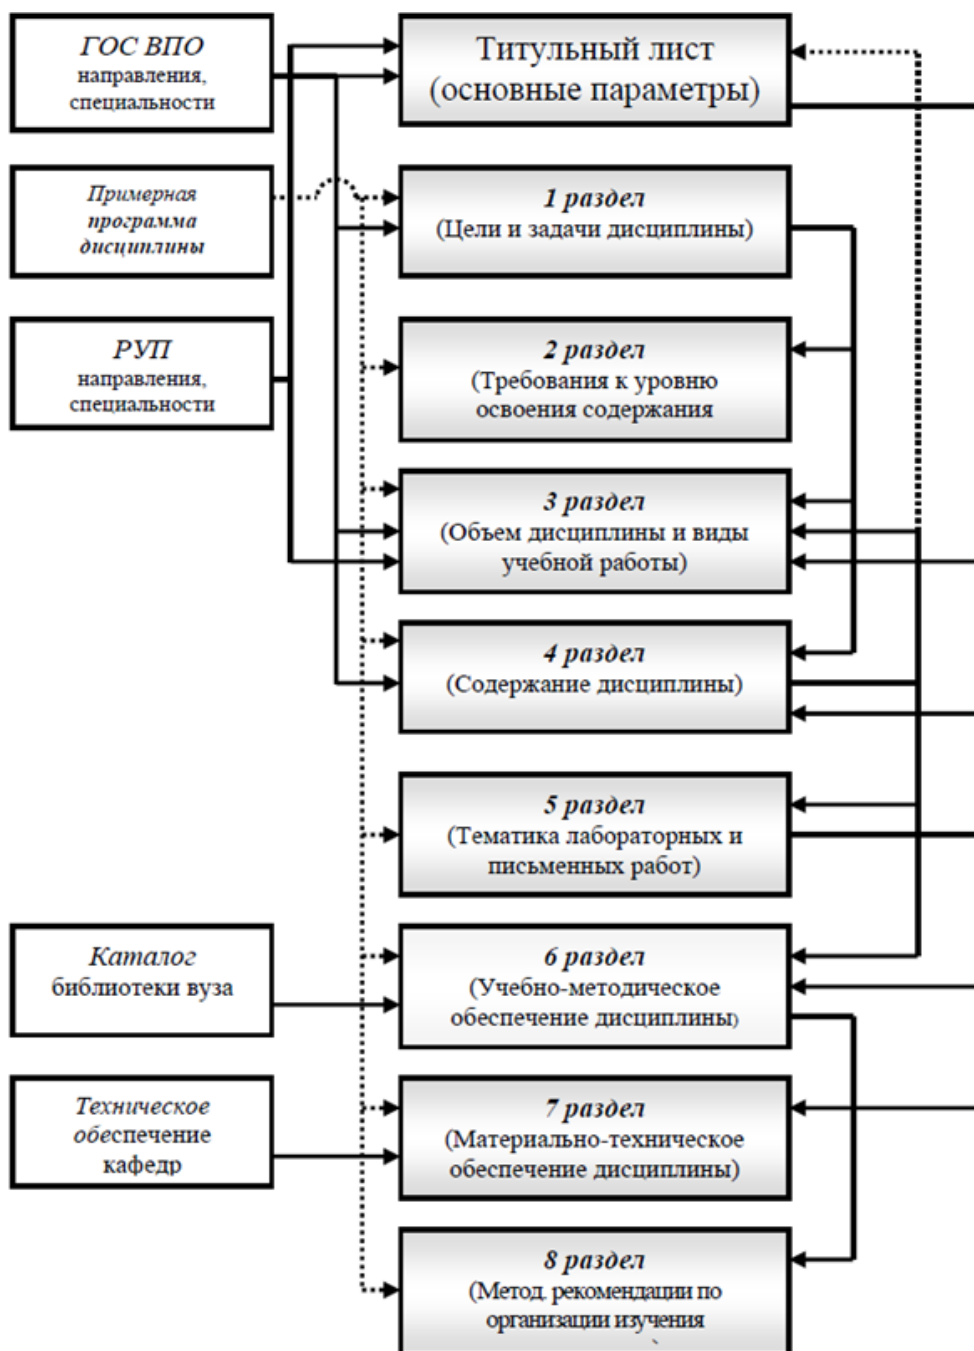 ГОС ВПО
направления,
специальности
Титульный лист
(основные параметры)
Примерная
программа
дисциплины
1 раздел
(Цели и задачи дисциплины)
РУП
направления,
специальности
2 раздел
(Требования к уровню
освоения содержания
3 раздел
(Объем дисциплины и виды
учебной работы)
4 раздел
(Содержание дисциплины)
5 раздел
(Тематика лабораторных и
письменных работ)
Каталог
библиотеки вуза
6 раздел
(Учебно-методическое
обеспечение дисциплины)
Техническое
обеспечение
кафедр
7 раздел
(Материально-техническое
обеспечение дисциплины)
8 раздел
(Метод. рекомендации по
организации изучения